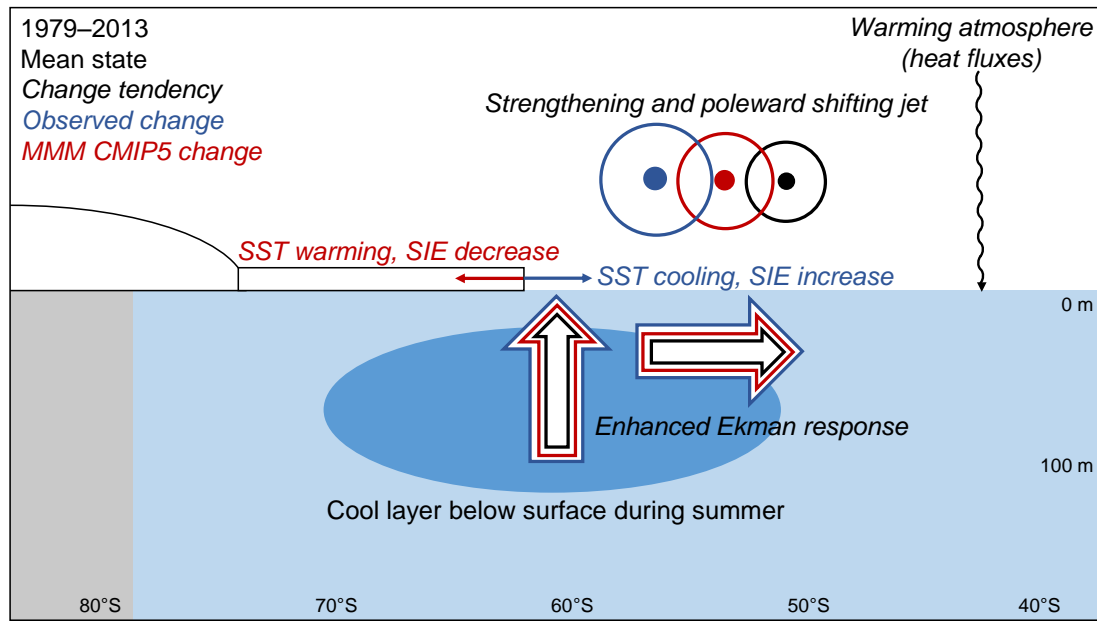 1979–2013
Mean state
Change tendency
Observed change
MMM CMIP5 change
Warming atmosphere
(heat fluxes)
Strengthening and poleward shifting jet
SST warming, SIE decrease
SST cooling, SIE increase
0 m
Enhanced Ekman response
100 m
Cool layer below surface during summer
80°S
70°S
60°S
50°S
40°S